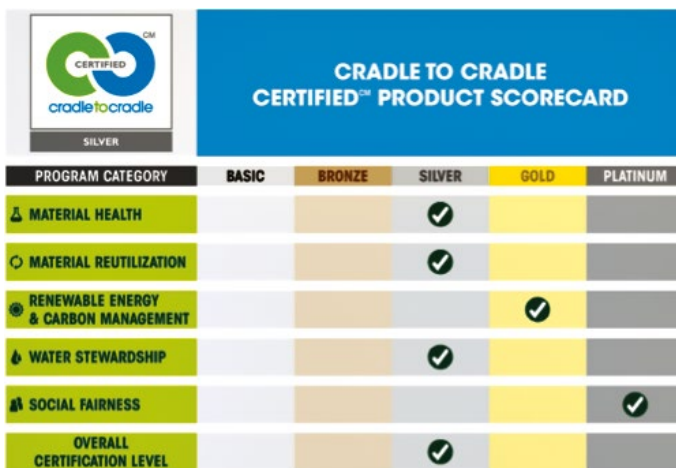 CM
CERTIFIED
cradletocradle
SILVER
CRADLE TO CRADLE
CERTIFIED℠ PRODUCT SCORECARD
PROGRAM CATEGORY BASIC BRONZE SILVER GOLD PLATINUM
MATERIAL HEALTH
MATERIAL REUTILIZATION
RENEWABLE ENERGY
& CARBON MANAGEMENT
WATER STEWARDSHIP
SOCIAL FAIRNESS
OVERALL
CERTIFICATION LEVEL